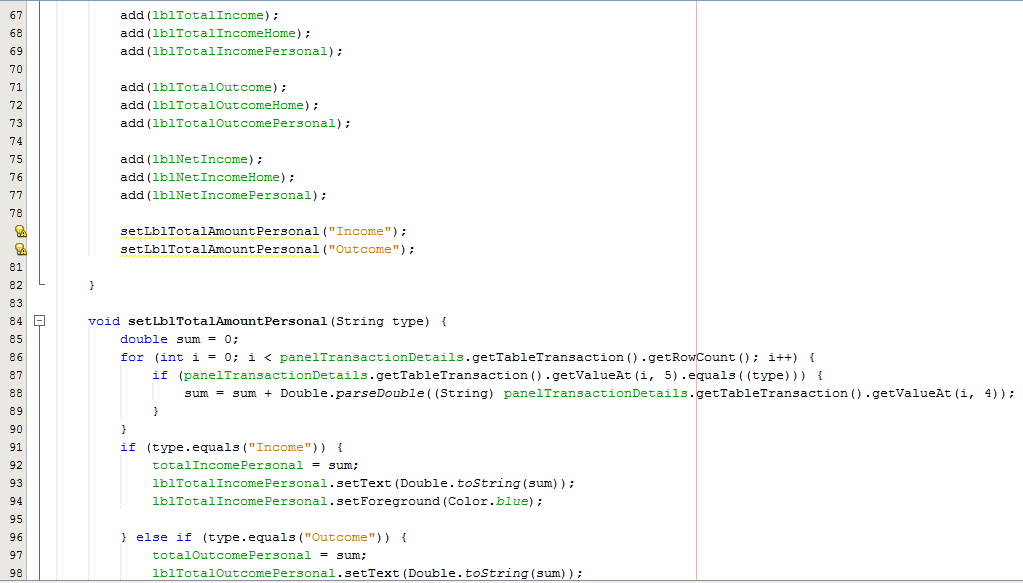 67 add(lblTotalIncome);
68 add(lblTotalIncomeHome);
69 add(lblTotalIncomePersonal);
70
71 add(lblTotalOutcome);
72 add(lblTotalOutcomeHome);
73 add(lblTotalOutcomePersonal);
74
75 add(lblNetIncome);
76 add(lblNetIncomeHome);
77 add(lblNetIncomePersonal);
78
setLblTotalAmountPersonal("Income");
setLblTotalAmountPersonal("Outcome");
81
82 }
83
84 void setLblTotalAmountPersonal(String type) {
85 double sum = 0;
86 for (int i = 0; i < panelTransactionDetails.getTableTransaction().getRowCount(); i++) {
87 if (panelTransactionDetails.getTableTransaction().getValueAt(i, 5).equals((type))) {
88 sum = sum + Double.parseDouble((String) panelTransactionDetails.getTableTransaction().getValueAt(i, 4));
89 }
90 }
91 if (type.equals("Income")) {
92 totalIncomePersonal = sum;
93 lblTotalIncomePersonal.setText(Double.toString(sum));
94 lblTotalIncomePersonal.setForeground(Color.blue);
95
96 } else if (type.equals("Outcome")) {
97 totalOutcomePersonal = sum;
98 lblTotalOutcomePersonal.setText(Double.toString(sum));